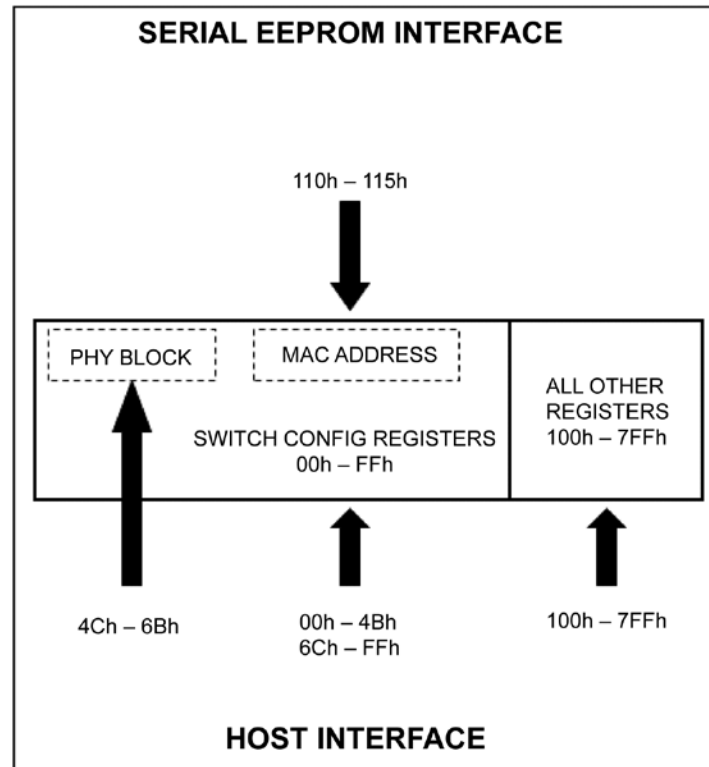 SERIAL EEPROM INTERFACE
110h – 115h
PHY BLOCK
MAC ADDRESS
SWITCH CONFIG REGISTERS
00h – FFh
ALL OTHER
REGISTERS
100h – 7FFh
4Ch – 6Bh
00h – 4Bh
6Ch – FFh
100h – 7FFh
HOST INTERFACE